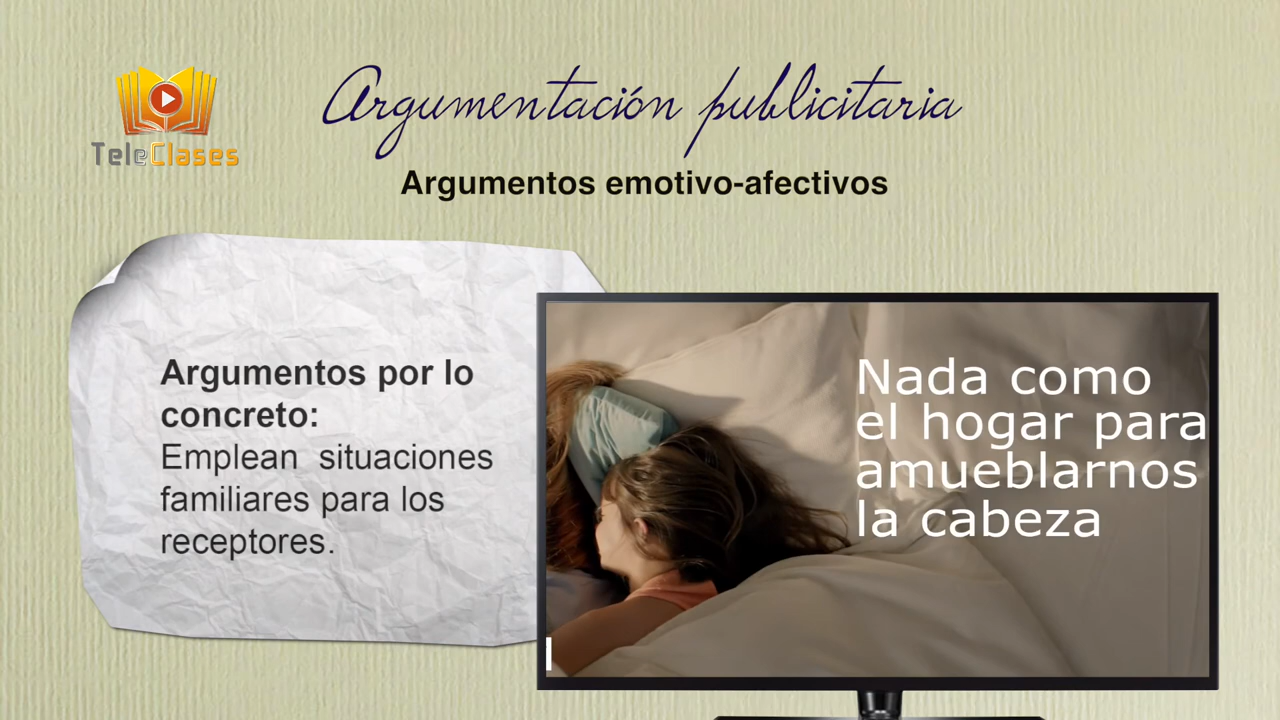 TeleClases
Argumentación publicitaria
Argumentos emotivo-afectivos
Argumentos por lo
concreto:
Emplean situaciones
familiares para los
receptores.
Nada como
el hogar para
amueblarnos
la cabeza